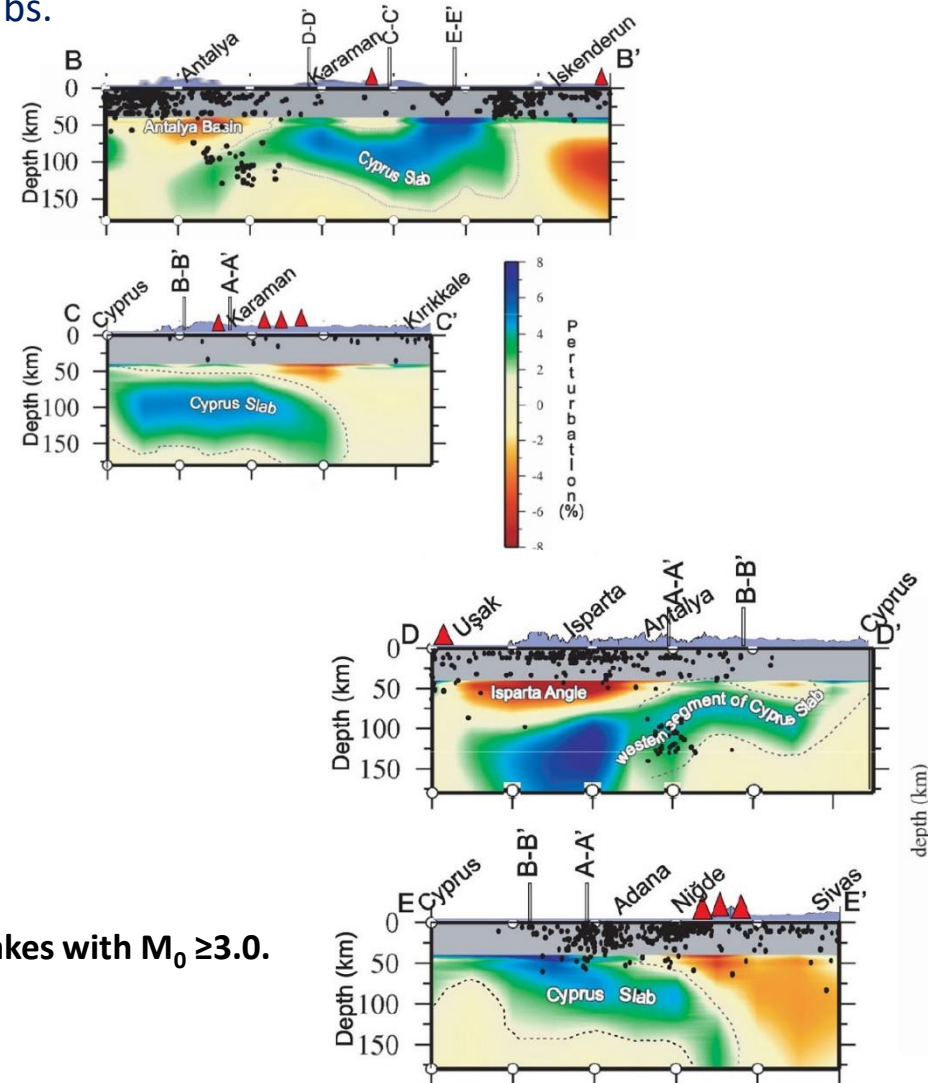 bs.
B
Antalya
D-D'
Karaman
C-C'
E-E'
İskenderun
B'
Depth (km)
0
50
100
150
Antalya Basin
Cyprus Slab
C
Cyprus
B-B'
A-A'
Karaman
Kırıkkale
C'
Depth (km)
0
50
100
150
Cyprus Slab
8
6
4
2
0
-2
-4
-6
-8
Perturbation
(%)
D
Uşak
Isparta
Antalya
A-A'
B-B'
Cyprus
D'
Depth (km)
0
50
100
150
Isparta Angle
western segment of Cyprus Slab
depth (km)
E
Cyprus
B-B'
A-A'
Adana
Niğde
Sivas
E'
Depth (km)
0
50
100
150
Cyprus Slab
akes with M₀ ≥3.0.